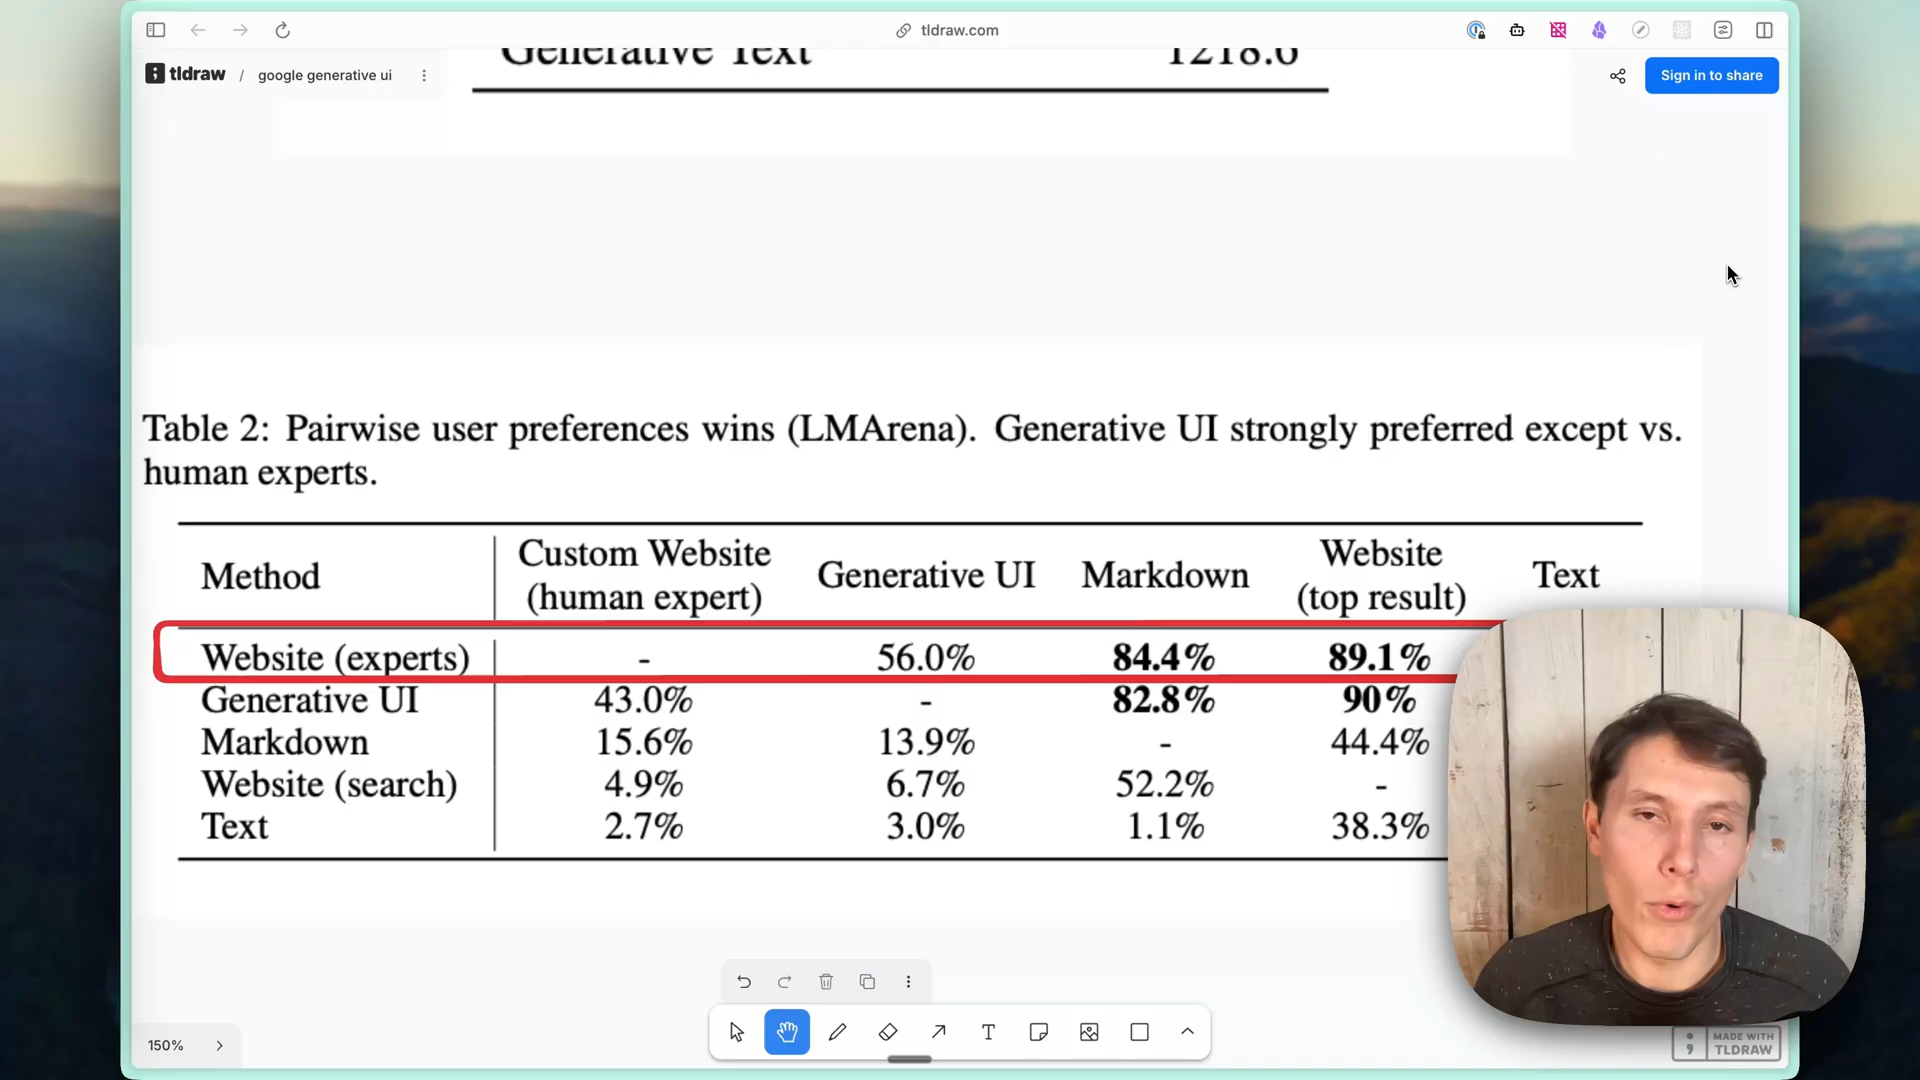 tldraw.com
Generative Text 1218.6
tldraw / google generative ui
Sign in to share
Table 2: Pairwise user preferences wins (LMArena). Generative UI strongly preferred except vs.
human experts.
Method Custom Website (human expert) Generative UI Markdown Website (top result) Text
Website (experts) - 56.0% 84.4% 89.1%
Generative UI 43.0% - 82.8% 90%
Markdown 15.6% 13.9% - 44.4%
Website (search) 4.9% 6.7% 52.2% -
Text 2.7% 3.0% 1.1% 38.3%
150%
MADE WITH
TLDRAW